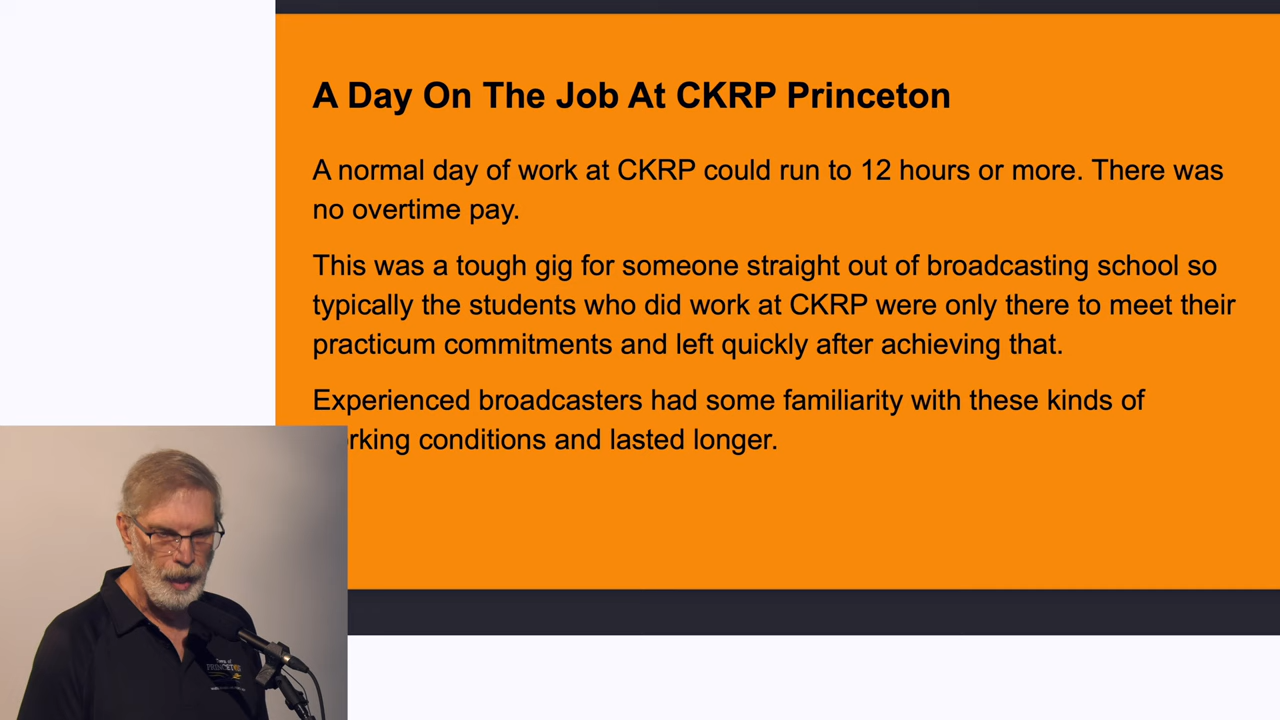 A Day On The Job At CKRP Princeton
A normal day of work at CKRP could run to 12 hours or more. There was
no overtime pay.
This was a tough gig for someone straight out of broadcasting school so
typically the students who did work at CKRP were only there to meet their
practicum commitments and left quickly after achieving that.
Experienced broadcasters had some familiarity with these kinds of
orking conditions and lasted longer.
PRINCETON